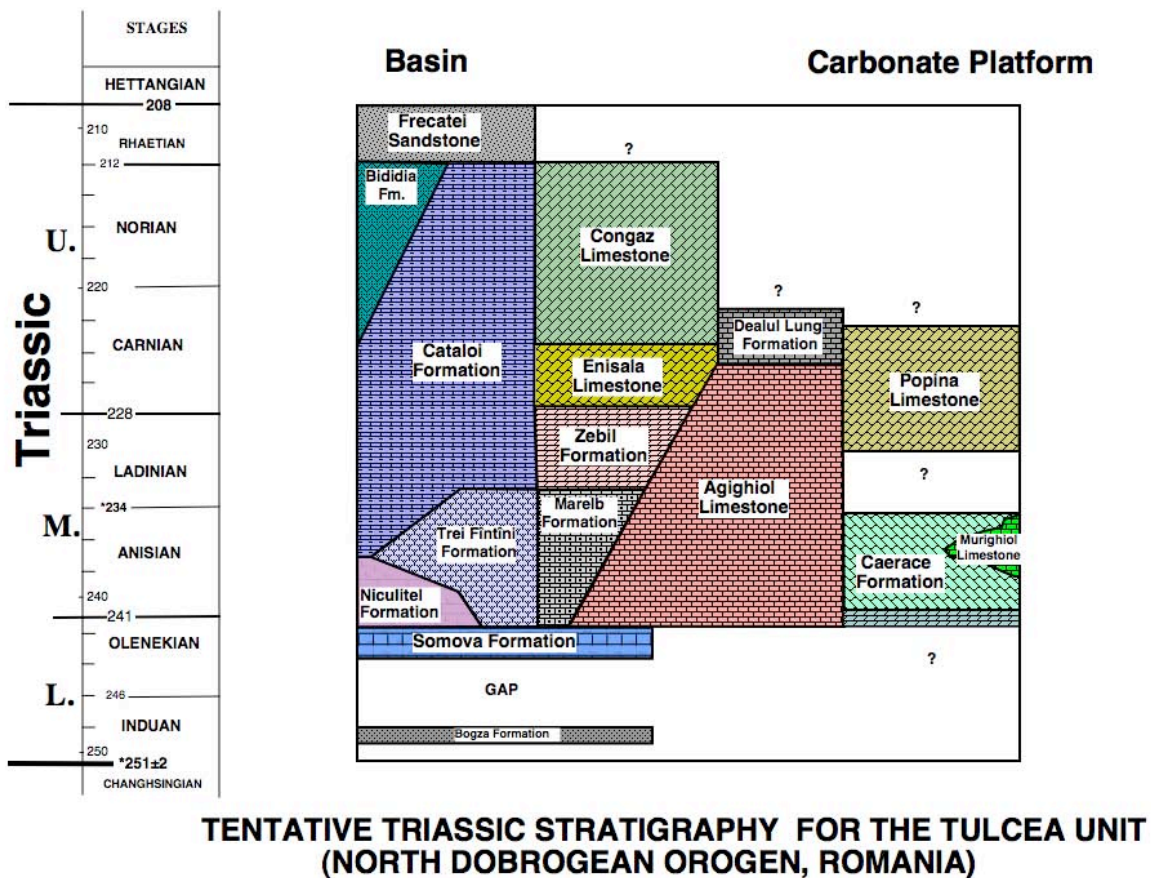 STAGES
HETTANGIAN
208
210
RHAETIAN
212
NORIAN
U.
220
CARNIAN
228
Triassic
230
LADINIAN
*234
M.
ANISIAN
240
241
OLENEKIAN
L.
246
INDUAN
250
*251±2
CHANGHSINGIAN
Basin
Carbonate Platform
Frecatei
Sandstone
?
Bididia
Fm.
Congaz
Limestone
?
?
Dealul Lung
Formation
Cataloi
Formation
Enisala
Limestone
Popina
Limestone
Zebil
Formation
?
Agighiol
Limestone
Marelb
Formation
Trei Fintini
Formation
Murighiol
Limestone
Caerace
Formation
Niculitel
Formation
Somova Formation
?
GAP
Bogza Formation
TENTATIVE TRIASSIC STRATIGRAPHY FOR THE TULCEA UNIT
(NORTH DOBROGEAN OROGEN, ROMANIA)